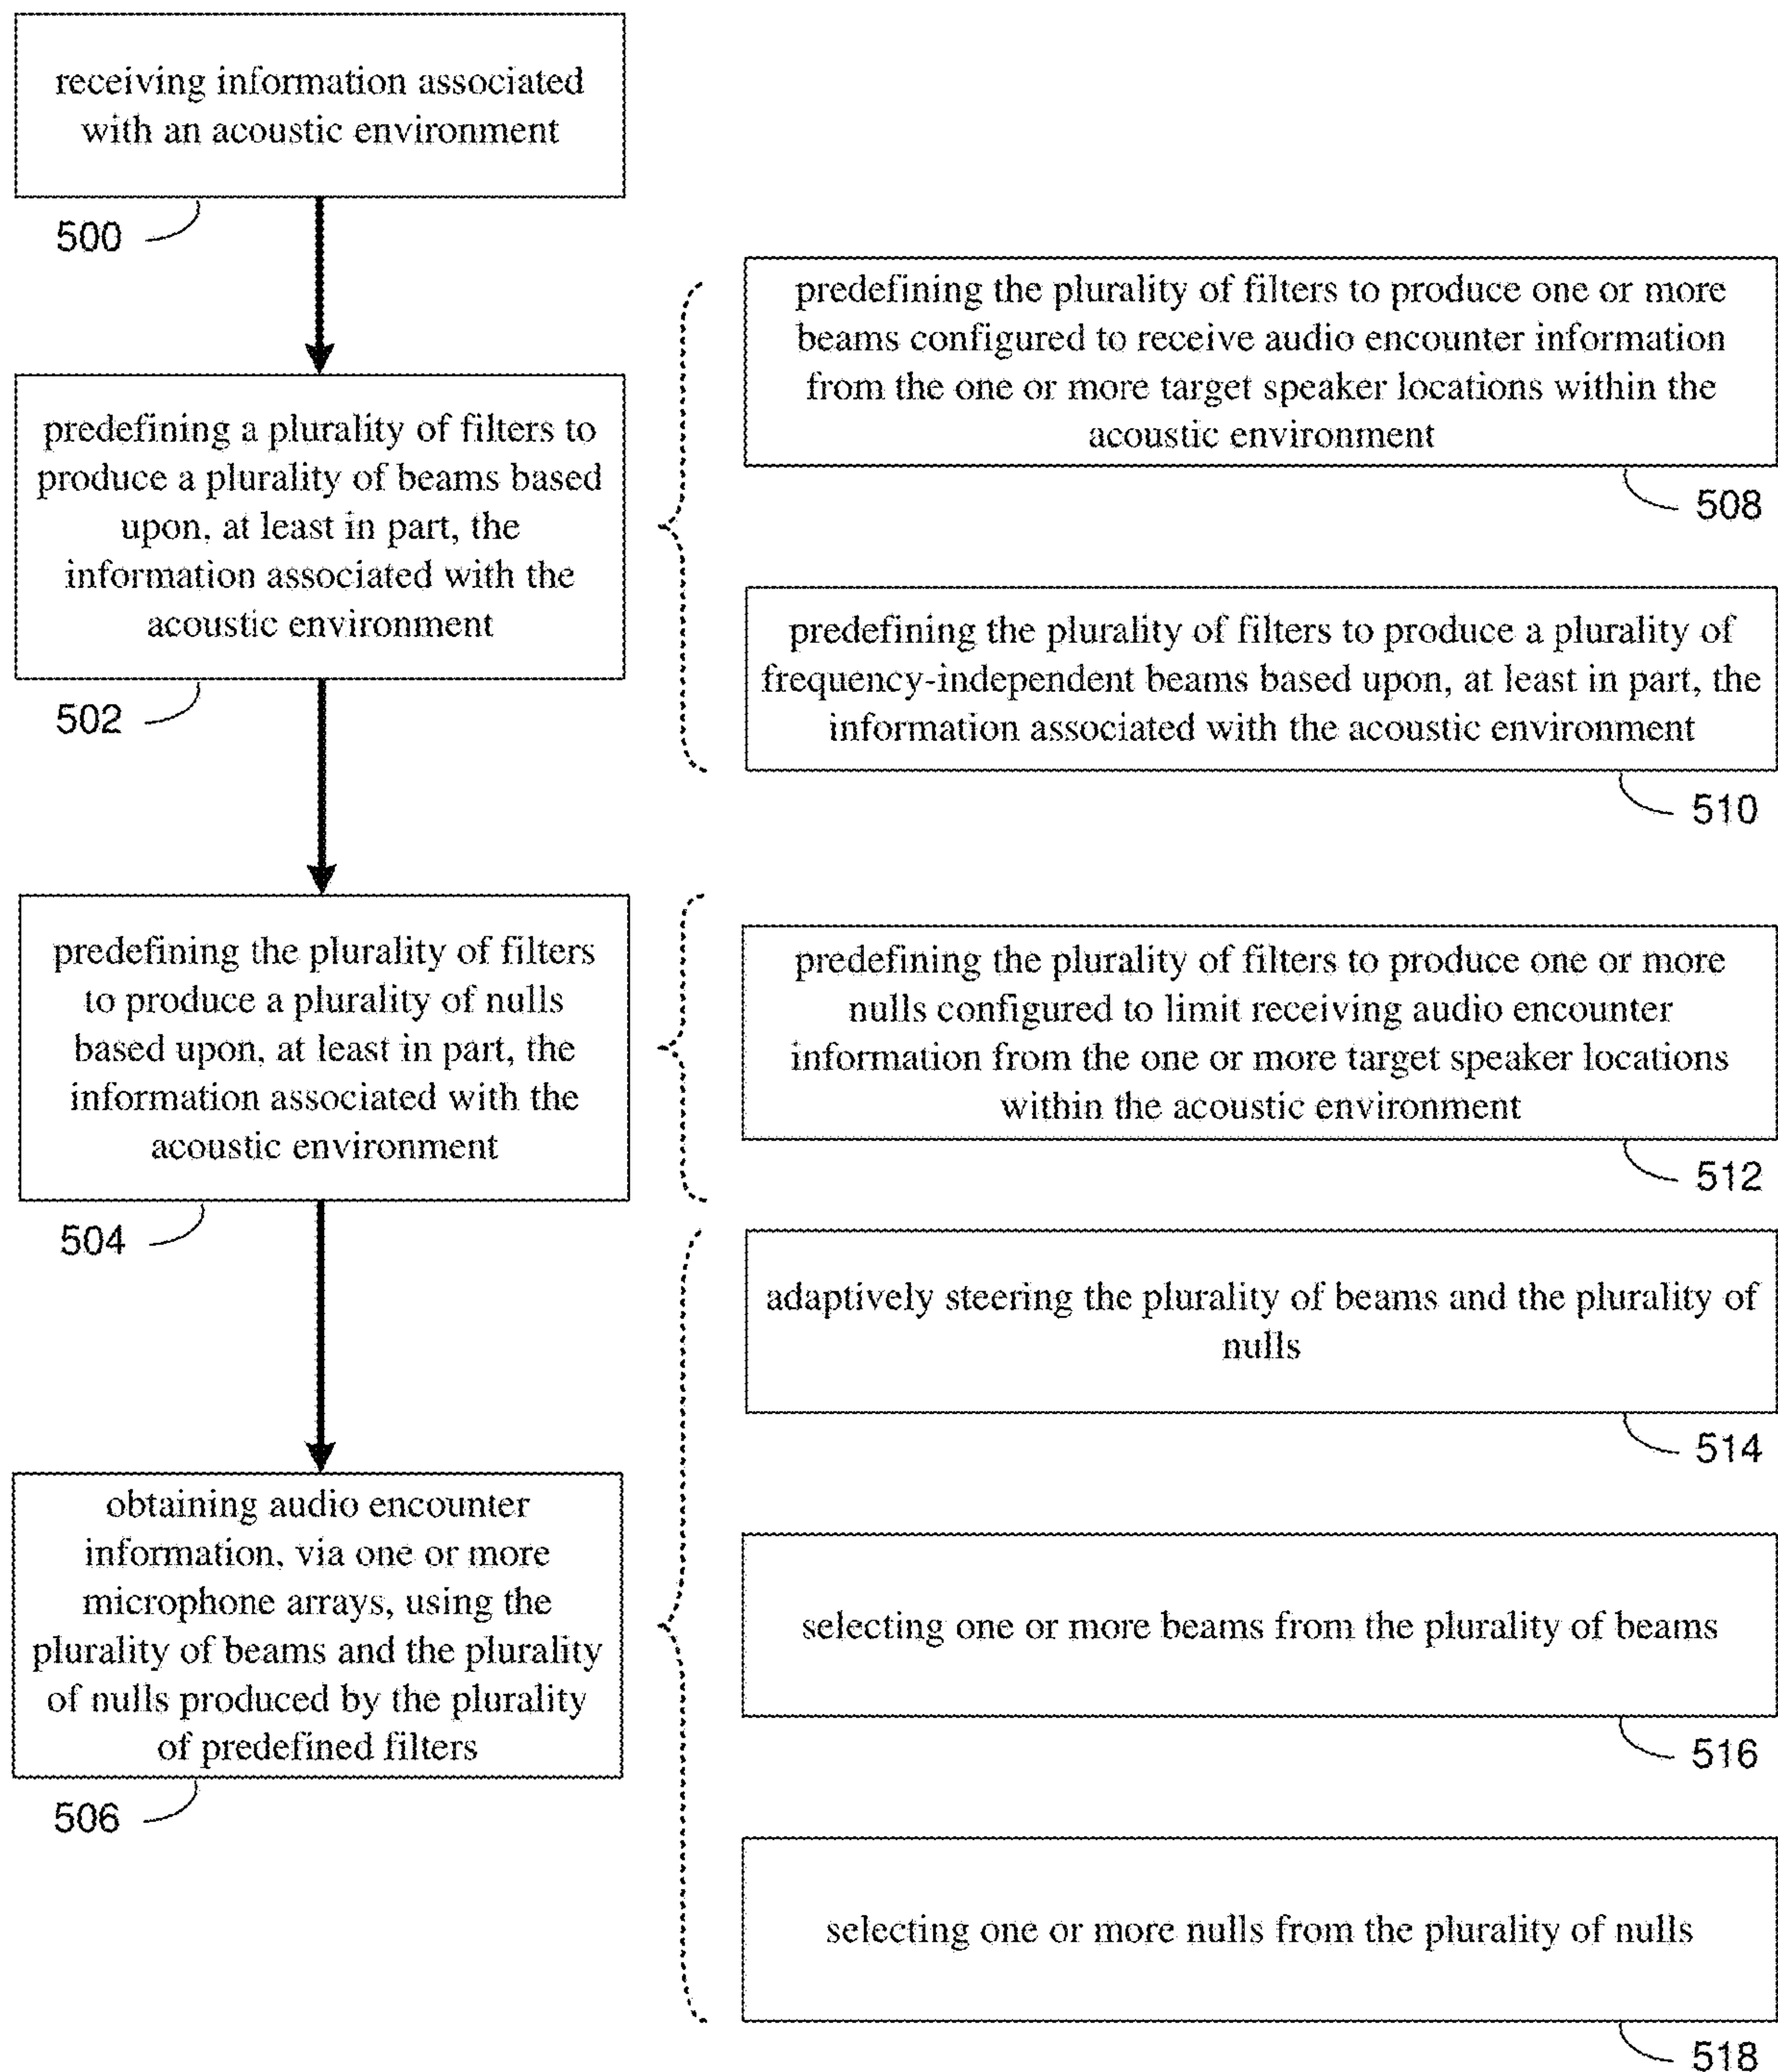 receiving information associated
with an acoustic environment
500
predefining a plurality of filters to
produce a plurality of beams based
upon, at least in part, the
information associated with the
acoustic environment
502
predefining the plurality of filters to produce one or more
beams configured to receive audio encounter information
from the one or more target speaker locations within the
acoustic environment
508
predefining the plurality of filters to produce a plurality of
frequency-independent beams based upon, at least in part, the
information associated with the acoustic environment
510
predefining the plurality of filters
to produce a plurality of nulls
based upon, at least in part, the
information associated with the
acoustic environment
504
predefining the plurality of filters to produce one or more
nulls configured to limit receiving audio encounter
information from the one or more target speaker locations
within the acoustic environment
512
obtaining audio encounter
information, via one or more
microphone arrays, using the
plurality of beams and the plurality
of nulls produced by the plurality
of predefined filters
506
adaptively steering the plurality of beams and the plurality of
nulls
514
selecting one or more beams from the plurality of beams
516
selecting one or more nulls from the plurality of nulls
518